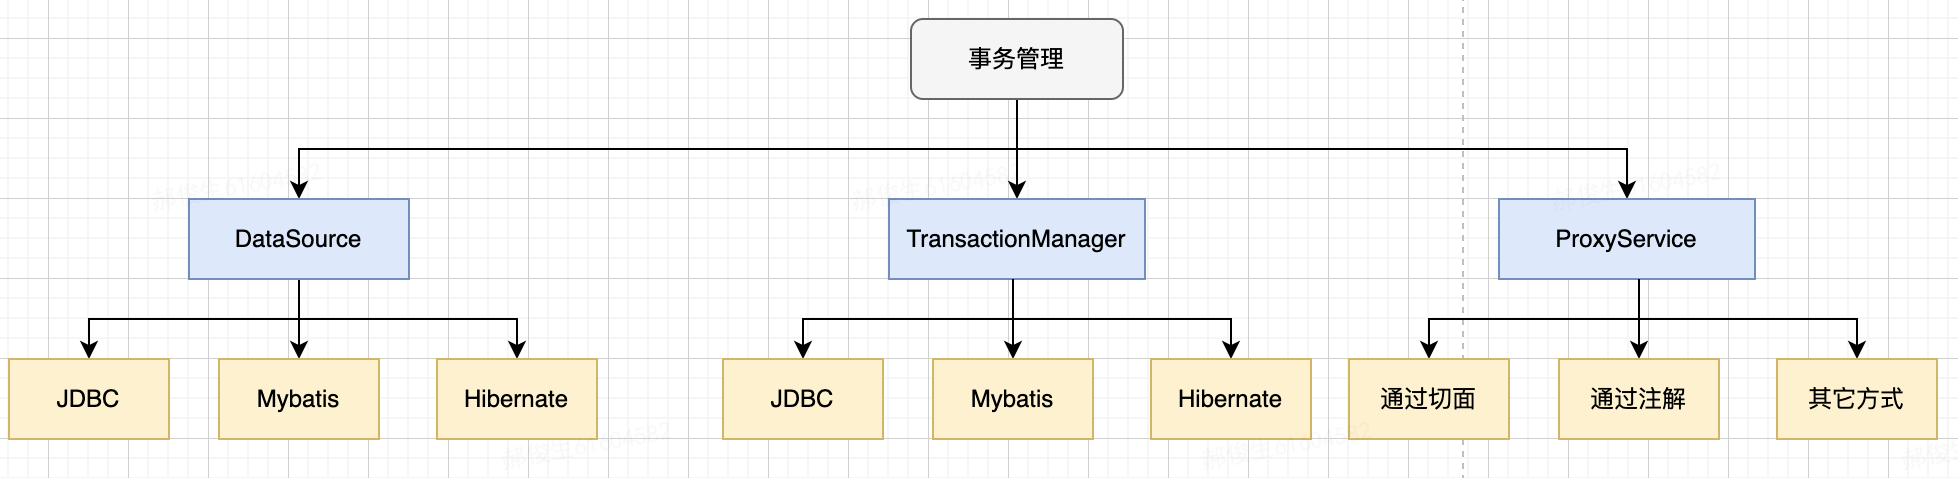 事务管理
DataSource
TransactionManager
ProxyService
JDBC
Mybatis
Hibernate
JDBC
Mybatis
Hibernate
通过切面
通过注解
其它方式